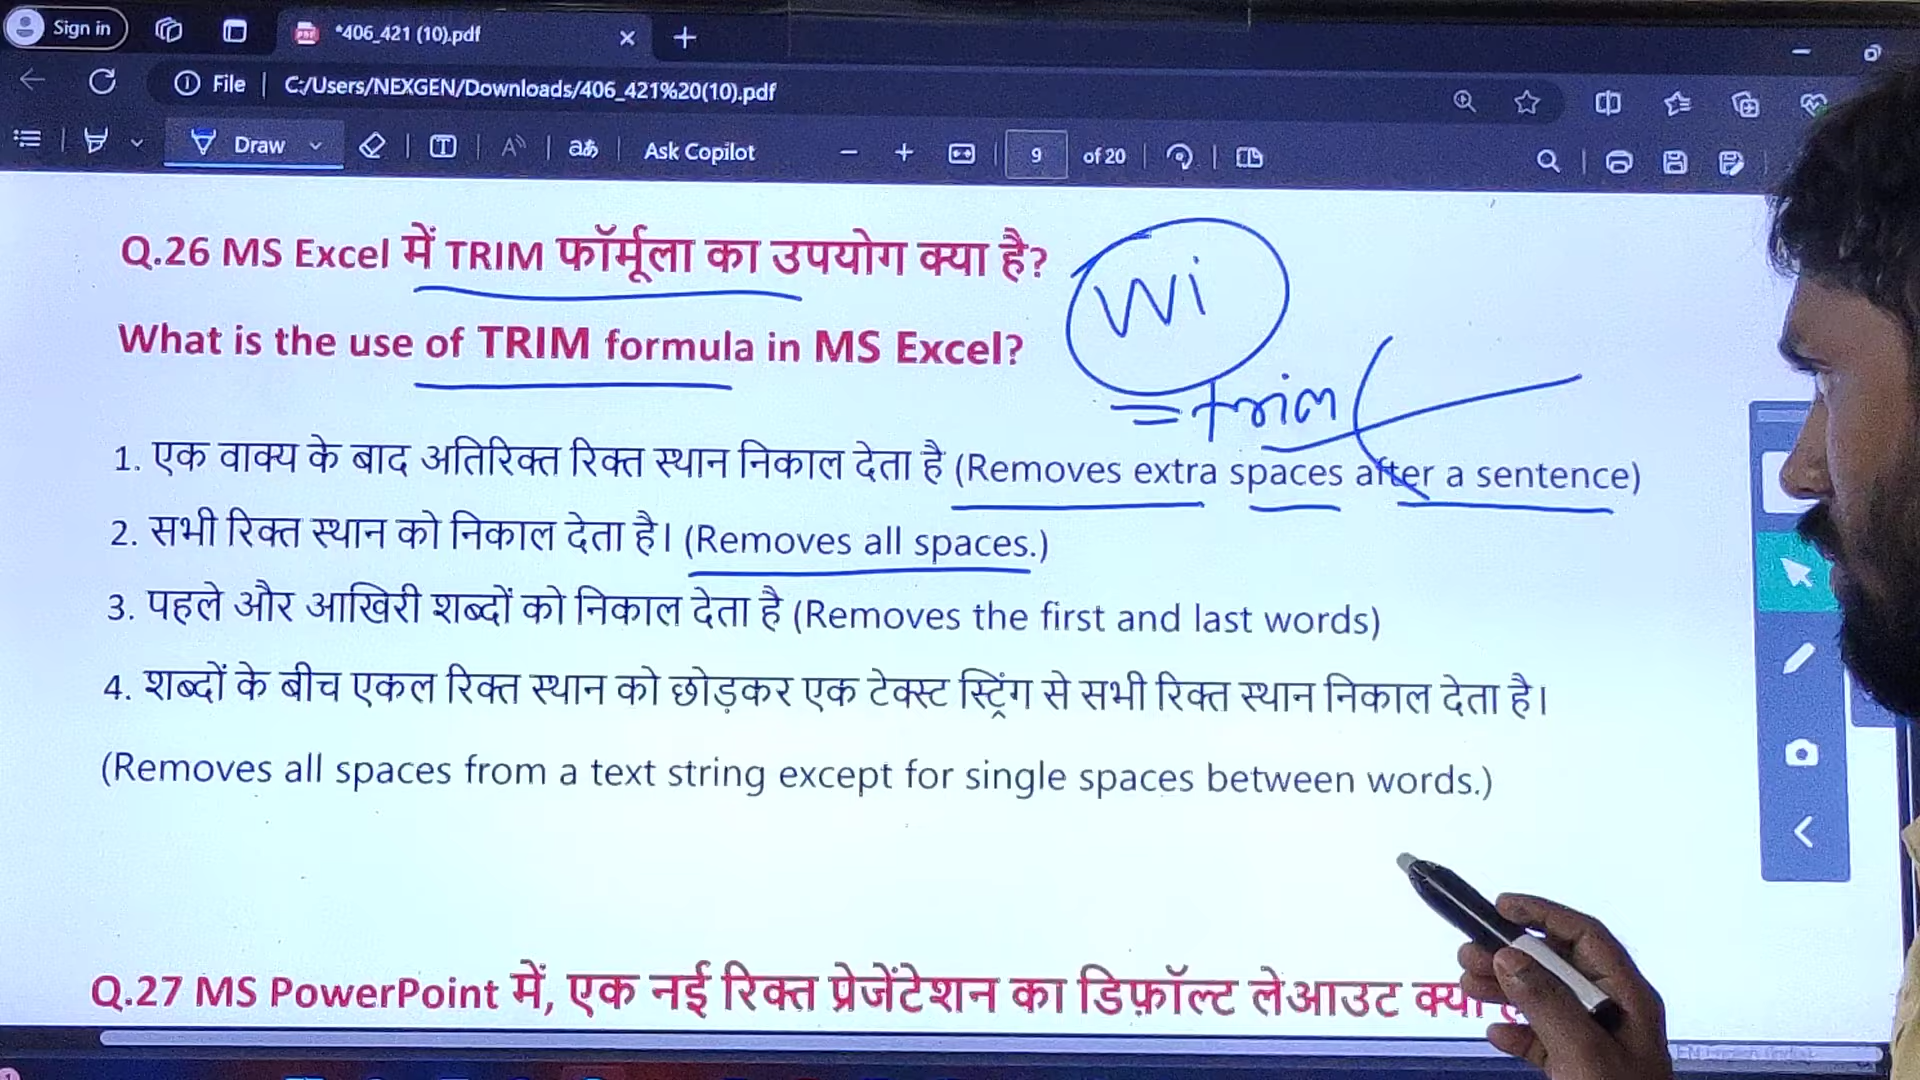 Sign in
*406_421 (10).pdf
File
C:/Users/NEXGEN/Downloads/406_421%20(10).pdf
Draw
Ask Copilot
9 of 20
Q.26 MS Excel में TRIM फॉर्मूला का उपयोग क्या है?
Wi
What is the use of TRIM formula in MS Excel?
=trim(
1. एक वाक्य के बाद अतिरिक्त रिक्त स्थान निकाल देता है (Removes extra spaces after a sentence)
2. सभी रिक्त स्थान को निकाल देता है। (Removes all spaces.)
3. पहले और आखिरी शब्दों को निकाल देता है (Removes the first and last words)
4. शब्दों के बीच एकल रिक्त स्थान को छोड़कर एक टेक्स्ट स्ट्रिंग से सभी रिक्त स्थान निकाल देता है।
(Removes all spaces from a text string except for single spaces between words.)
Q.27 MS PowerPoint में, एक नई रिक्त प्रेजेंटेशन का डिफ़ॉल्ट लेआउट क्या